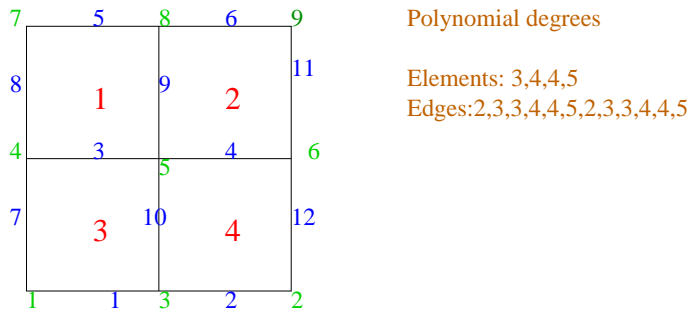 7 5 8 6 9
Polynomial degrees
8 1 9 2 11
Elements: 3,4,4,5
Edges:2,3,3,4,4,5,2,3,3,4,4,5
4 3 5 4 6
7 3 10 4 12
1 1 3 2 2